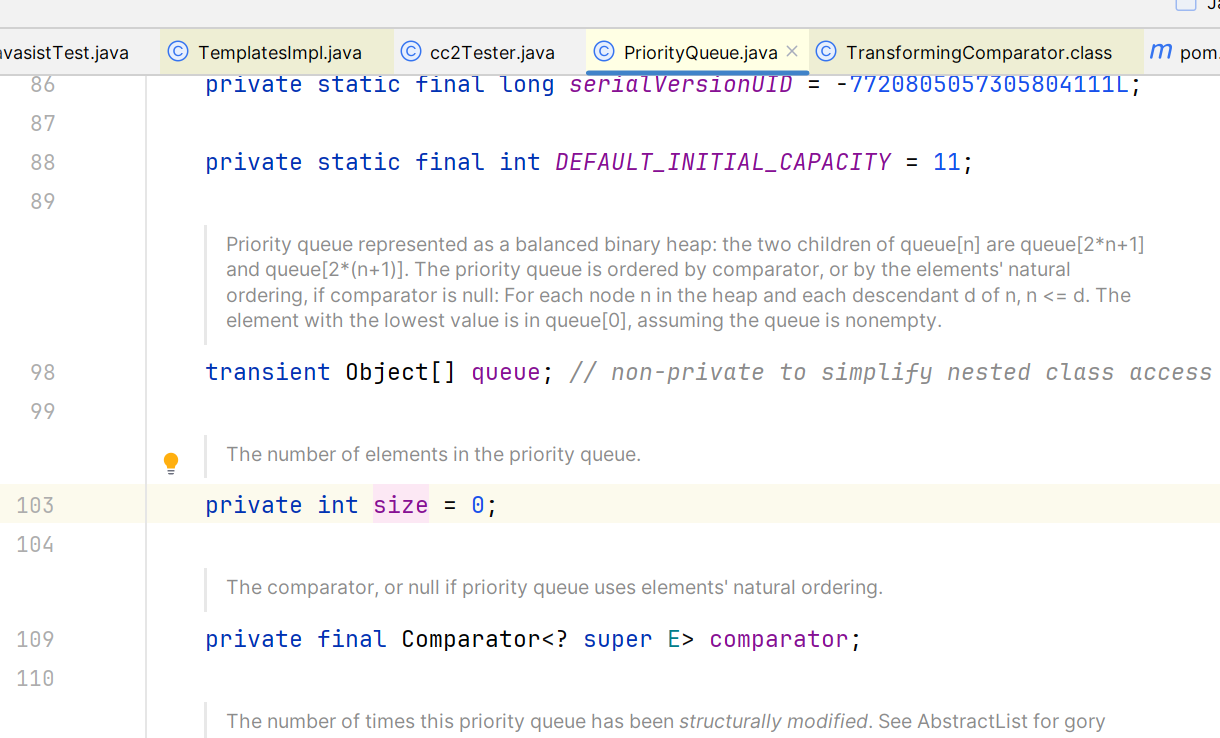 vasistTest.java TemplatesImpl.java cc2Tester.java PriorityQueue.java TransformingComparator.class pom.
86 private static final long serialVersionUID = -7720805057305804111L;
87
88 private static final int DEFAULT_INITIAL_CAPACITY = 11;
89
Priority queue represented as a balanced binary heap: the two children of queue[n] are queue[2*n+1]
and queue[2*(n+1)]. The priority queue is ordered by comparator, or by the elements' natural
ordering, if comparator is null: For each node n in the heap and each descendant d of n, n <= d. The
element with the lowest value is in queue[0], assuming the queue is nonempty.
98 transient Object[] queue; // non-private to simplify nested class access
99
The number of elements in the priority queue.
103 private int size = 0;
104
The comparator, or null if priority queue uses elements' natural ordering.
109 private final Comparator<? super E> comparator;
110
The number of times this priority queue has been structurally modified. See AbstractList for gory